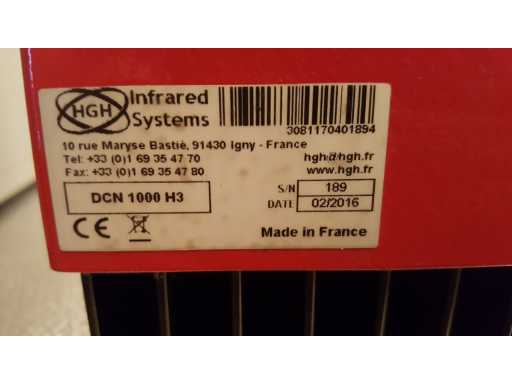 HGH Infrared Systems
3081170401894
10 rue Maryse Bastié, 91430 Igny - France
Tel: +33 (0)1 69 35 47 70 hgh@hgh.fr
Fax: +33 (0)1 69 35 47 80 www.hgh.fr
DCN 1000 H3
S/N 189
DATE 02/2016
CE
Made in France